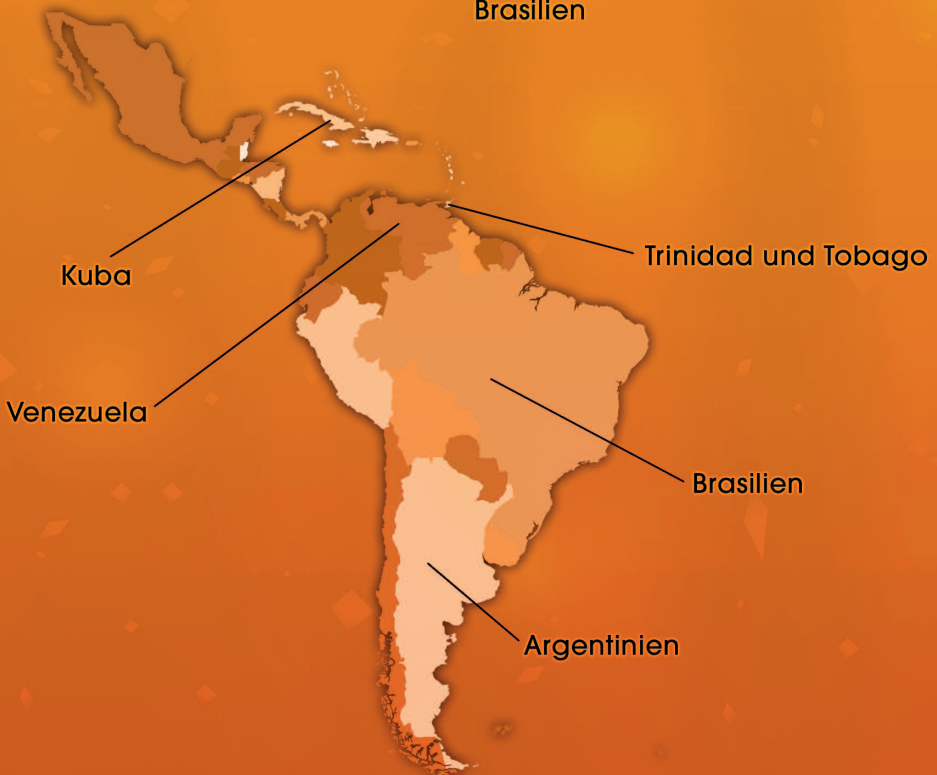 Brasilien
Kuba
Trinidad und Tobago
Venezuela
Brasilien
Argentinien